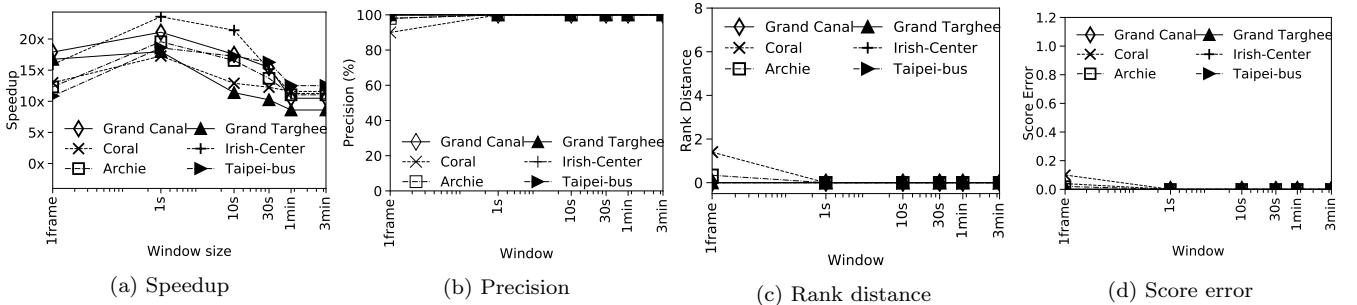 20x
15x
10x
5x
0x
Speedup
Grand Canal
Coral
Archie
Grand Targhee
Irish-Center
Taipei-bus
1frame
1s
10s
30s
1min
3min
Window size
(a) Speedup
100
80
60
40
20
0
Precision (%)
Grand Canal
Coral
Archie
Grand Targhee
Irish-Center
Taipei-bus
1frame
1s
10s
30s
1min
3min
Window
(b) Precision
8
6
4
2
0
Rank Distance
Grand Canal
Coral
Archie
Grand Targhee
Irish-Center
Taipei-bus
1frame
1s
10s
30s
1min
3min
Window
(c) Rank distance
1.2
1.0
0.8
0.6
0.4
0.2
0.0
Score Error
Grand Canal
Coral
Archie
Grand Targhee
Irish-Center
Taipei-bus
1frame
1s
10s
30s
1min
3min
Window
(d) Score error